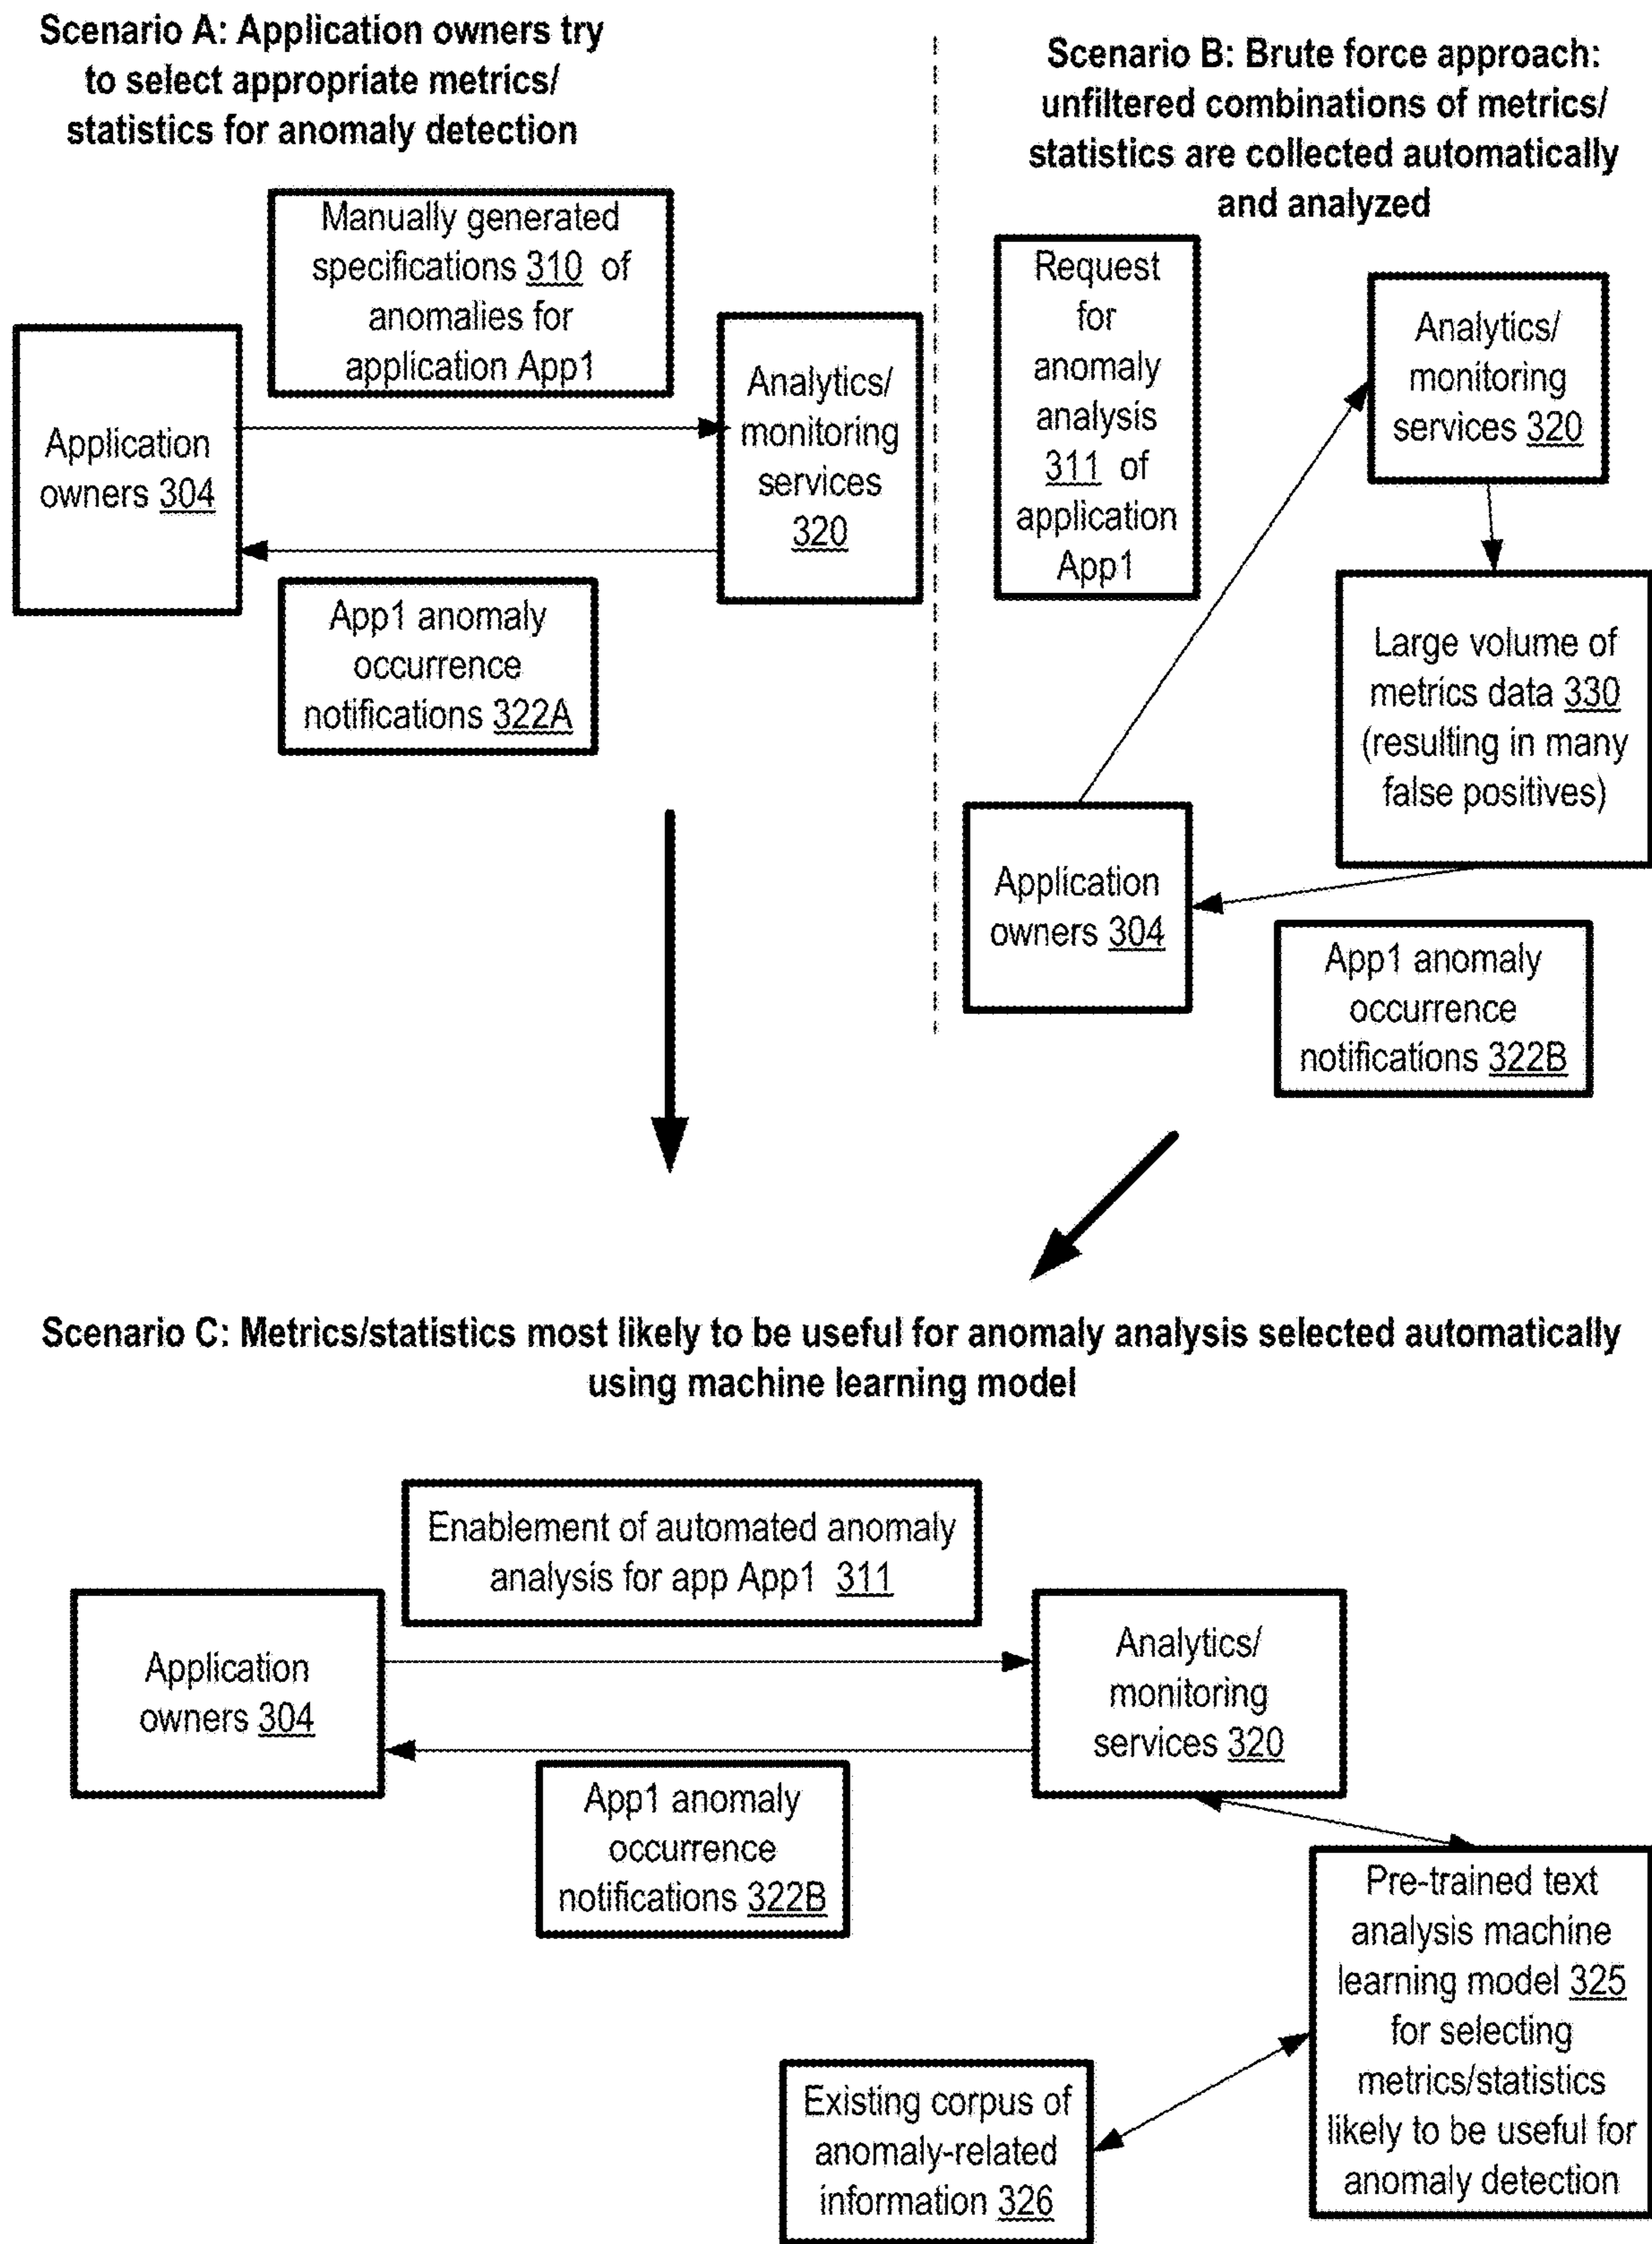 Scenario A: Application owners try
to select appropriate metrics/
statistics for anomaly detection
Manually generated
specifications 310 of
anomalies for
application App1
Application
owners 304
Analytics/
monitoring
services
320
App1 anomaly
occurrence
notifications 322A
Scenario B: Brute force approach:
unfiltered combinations of metrics/
statistics are collected automatically
and analyzed
Request
for
anomaly
analysis
311 of
application
App1
Analytics/
monitoring
services 320
Large volume of
metrics data 330
(resulting in many
false positives)
Application
owners 304
App1 anomaly
occurrence
notifications 322B
Scenario C: Metrics/statistics most likely to be useful for anomaly analysis selected automatically
using machine learning model
Enablement of automated anomaly
analysis for app App1 311
Application
owners 304
Analytics/
monitoring
services 320
App1 anomaly
occurrence
notifications 322B
Pre-trained text
analysis machine
learning model 325
for selecting
metrics/statistics
likely to be useful for
anomaly detection
Existing corpus of
anomaly-related
information 326